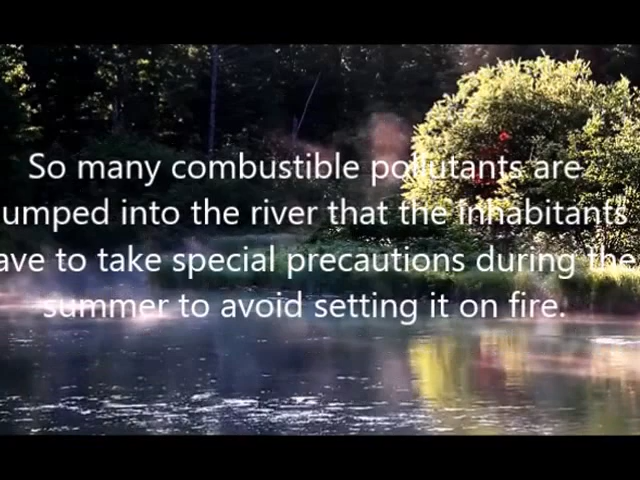 So many combustible pollutants are
umped into the river that the inhabitants
ave to take special precautions during the
summer to avoid setting it on fire.